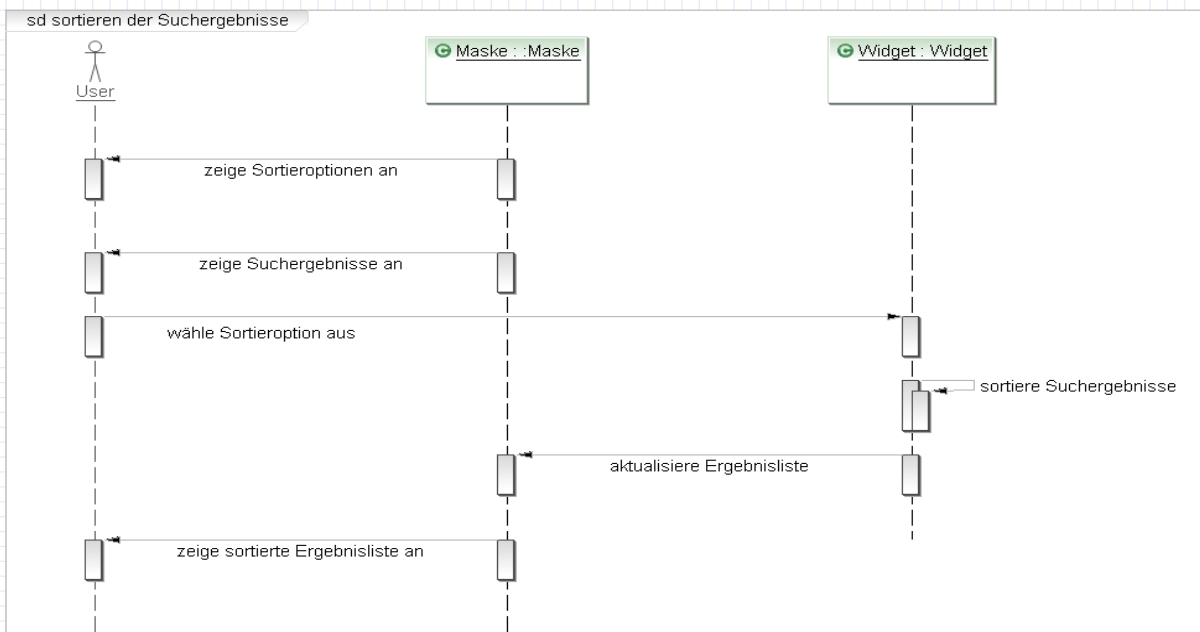 sd sortieren der Suchergebnisse
User
Maske : :Maske
Widget : Widget
zeige Sortieroptionen an
zeige Suchergebnisse an
wähle Sortieroption aus
sortiere Suchergebnisse
aktualisiere Ergebnisliste
zeige sortierte Ergebnisliste an